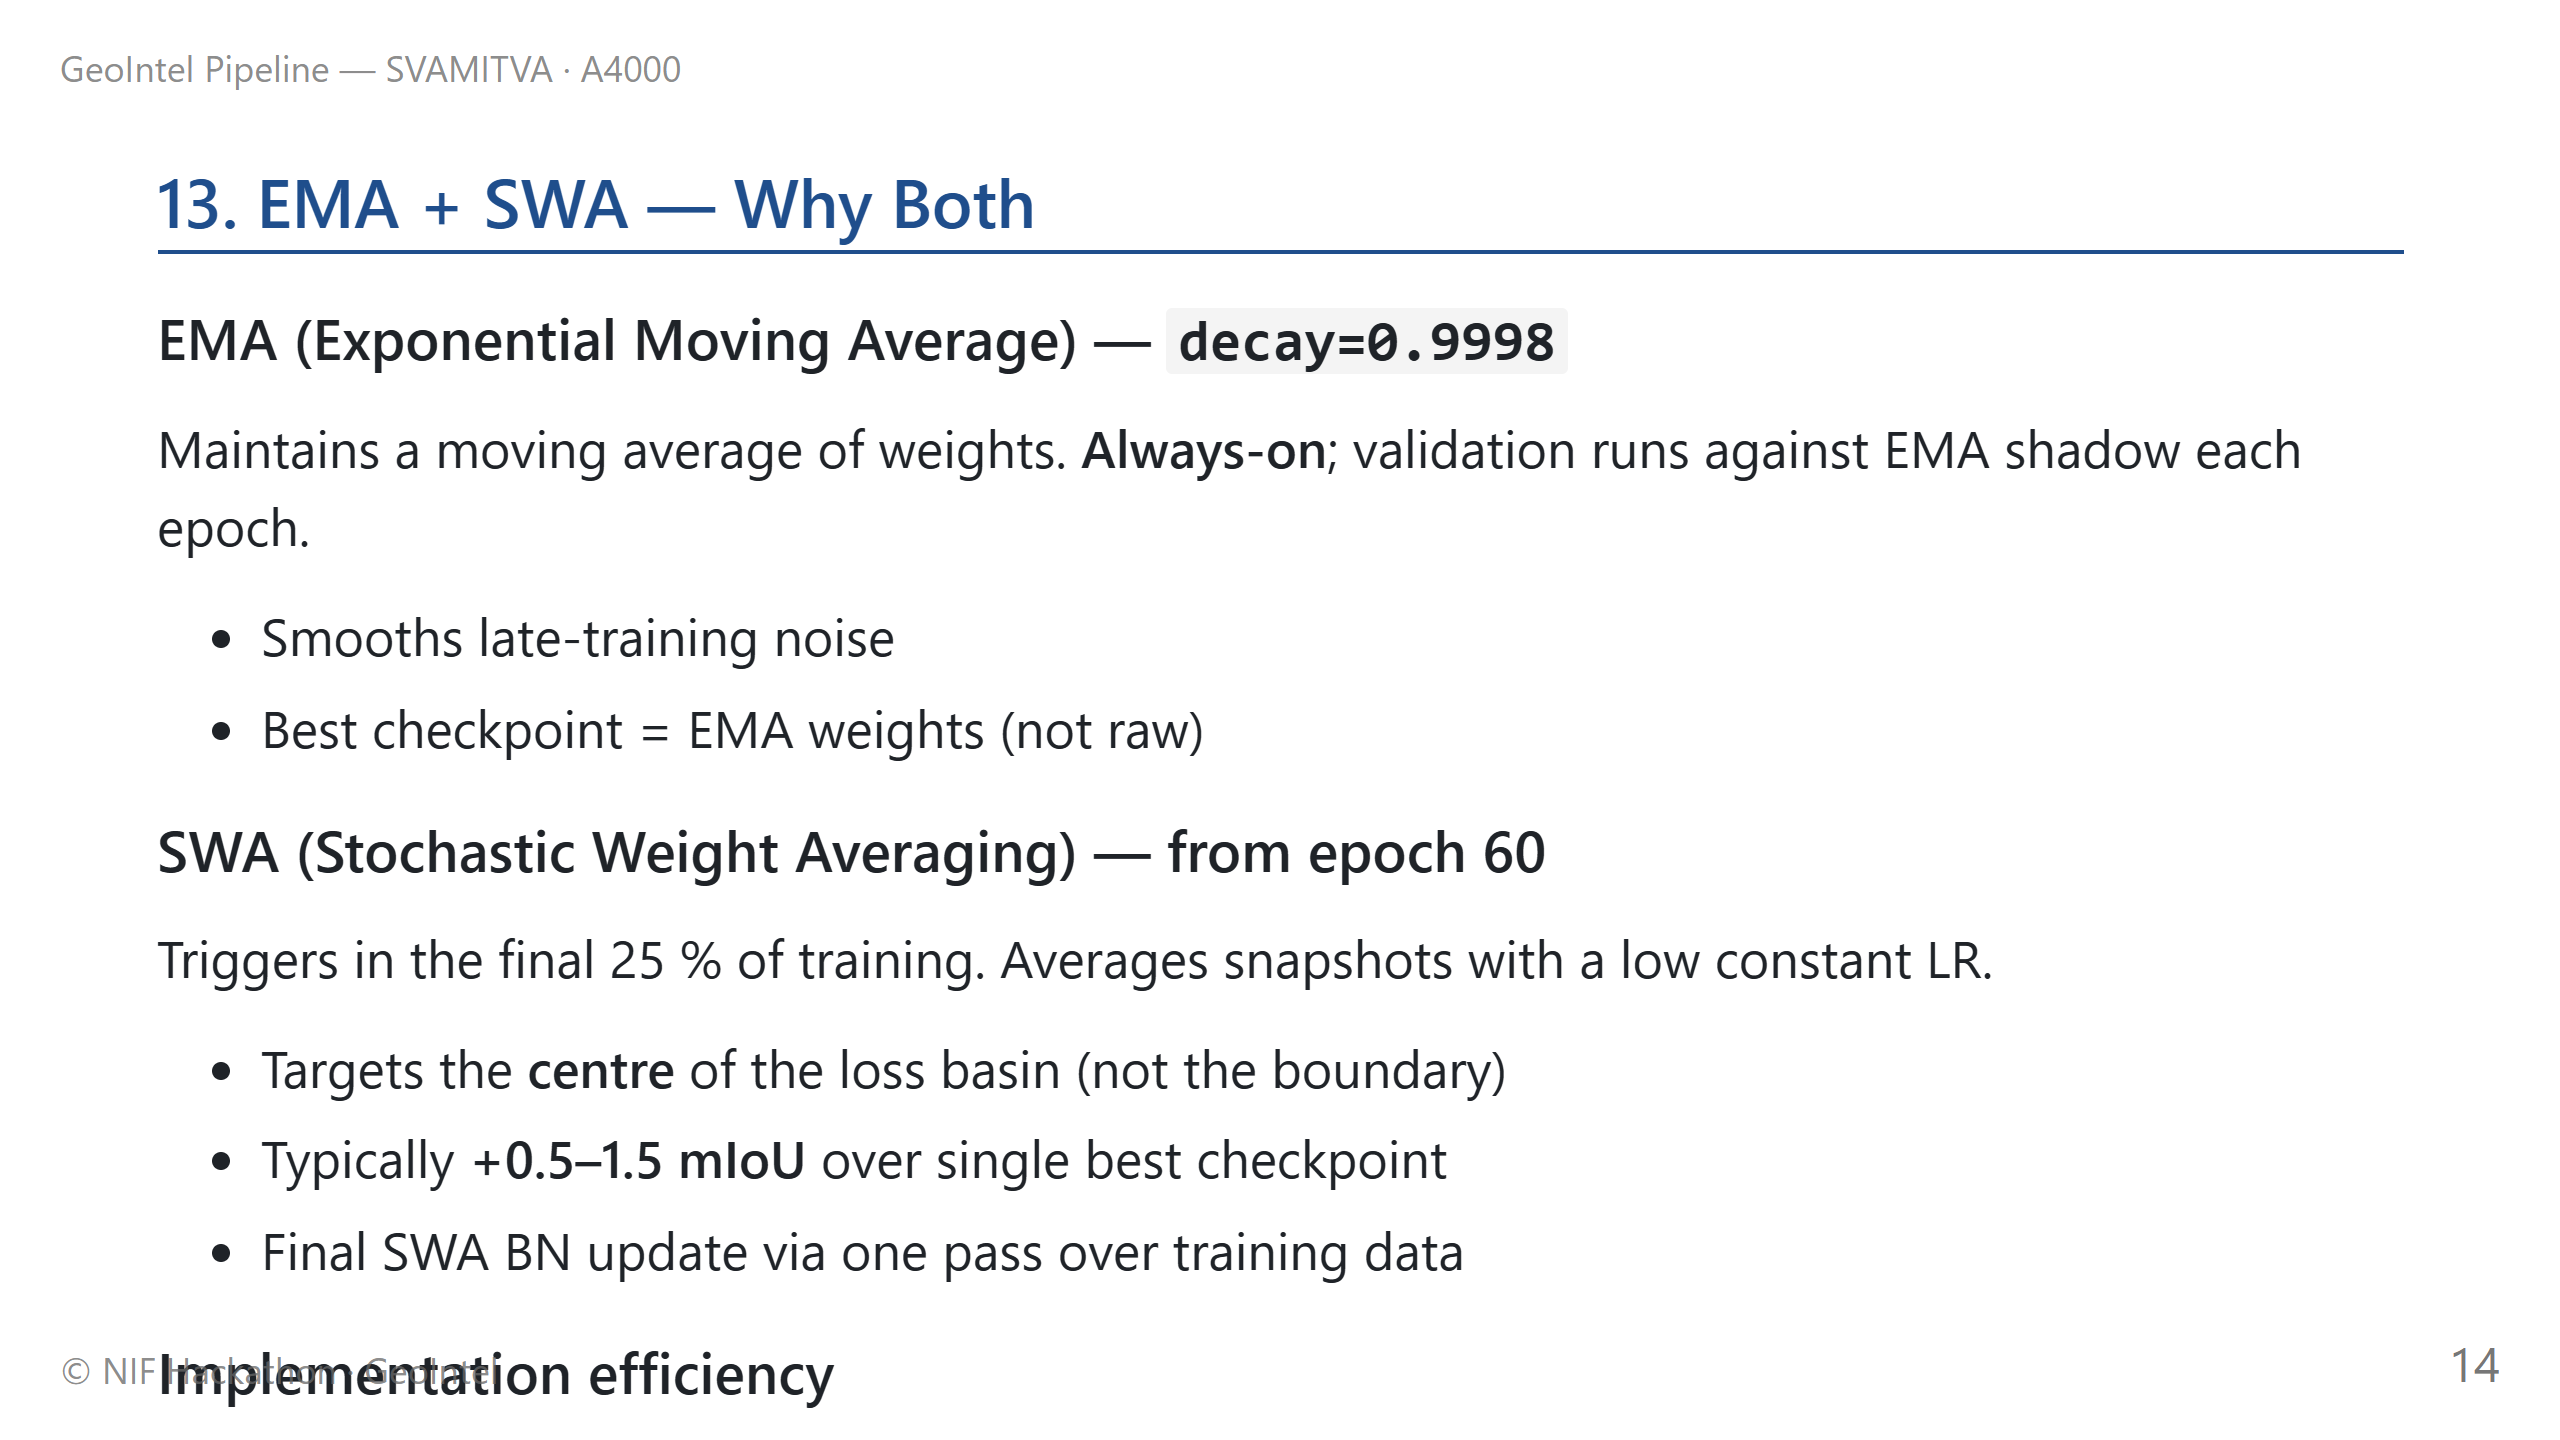 GeoIntel Pipeline — SVAMITVA · A4000
13. EMA + SWA — Why Both
EMA (Exponential Moving Average) — decay=0.9998
Maintains a moving average of weights. Always-on; validation runs against EMA shadow each
epoch.
• Smooths late-training noise
• Best checkpoint = EMA weights (not raw)
SWA (Stochastic Weight Averaging) — from epoch 60
Triggers in the final 25 % of training. Averages snapshots with a low constant LR.
• Targets the centre of the loss basin (not the boundary)
• Typically +0.5–1.5 mIoU over single best checkpoint
• Final SWA BN update via one pass over training data
Implementation efficiency
© NIF Hackathon · GeoIntel
14